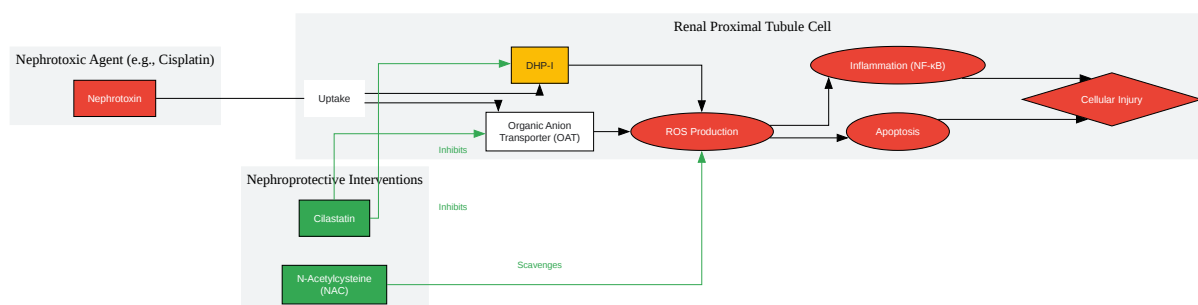 Renal Proximal Tubule Cell
Nephrotoxic Agent (e.g., Cisplatin)
DHP-I
Inflammation (NF-κB)
Nephrotoxin
Uptake
Cellular Injury
Organic Anion
Transporter (OAT)
ROS Production
Apoptosis
Inhibits
Nephroprotective Interventions
Inhibits
Cilastatin
Scavenges
N-Acetylcysteine
(NAC)